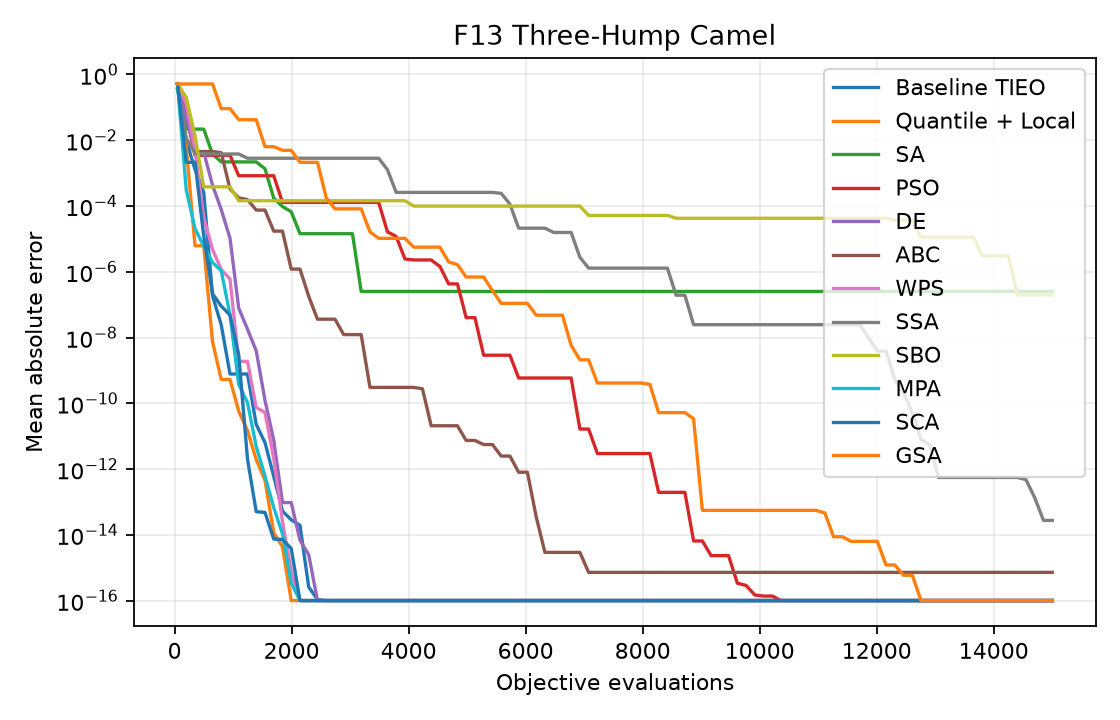 F13 Three-Hump Camel
Mean absolute error
10⁰
10⁻²
10⁻⁴
10⁻⁶
10⁻⁸
10⁻¹⁰
10⁻¹²
10⁻¹⁴
10⁻¹⁶
Baseline TIEO
Quantile + Local
SA
PSO
DE
ABC
WPS
SSA
SBO
MPA
SCA
GSA
0 2000 4000 6000 8000 10000 12000 14000
Objective evaluations